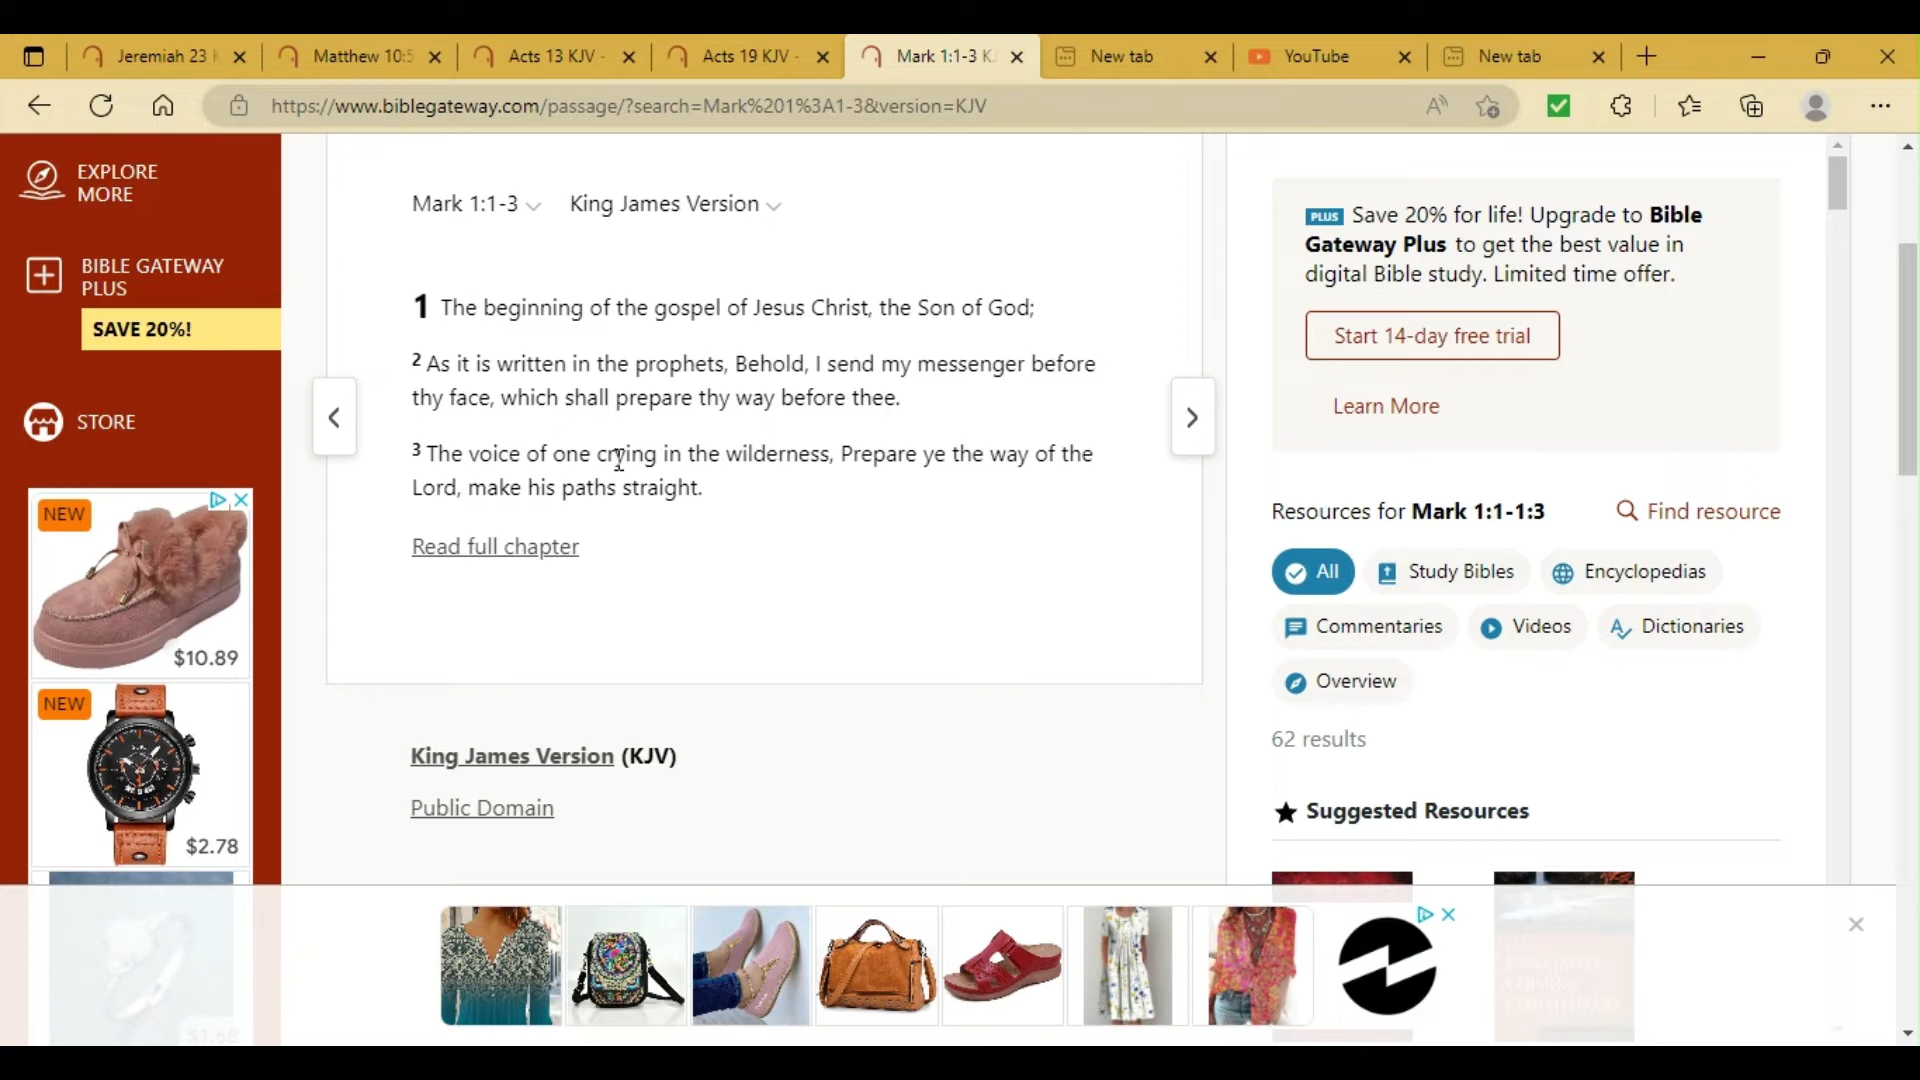 Jeremiah 23
Matthew 10:5
Acts 13 KJV -
Acts 19 KJV -
Mark 1:1-3 K
New tab
YouTube
New tab
https://www.biblegateway.com/passage/?search=Mark%201%3A1-3&version=KJV
EXPLORE
MORE
BIBLE GATEWAY
PLUS
SAVE 20%!
STORE
NEW
$10.89
NEW
$2.78
$1.68
Mark 1:1-3
King James Version
1 The beginning of the gospel of Jesus Christ, the Son of God;
2 As it is written in the prophets, Behold, I send my messenger before
thy face, which shall prepare thy way before thee.
3 The voice of one crying in the wilderness, Prepare ye the way of the
Lord, make his paths straight.
Read full chapter
King James Version (KJV)
Public Domain
PLUS Save 20% for life! Upgrade to Bible
Gateway Plus to get the best value in
digital Bible study. Limited time offer.
Start 14-day free trial
Learn More
Resources for Mark 1:1-1:3
Find resource
All
Study Bibles
Encyclopedias
Commentaries
Videos
Dictionaries
Overview
62 results
Suggested Resources